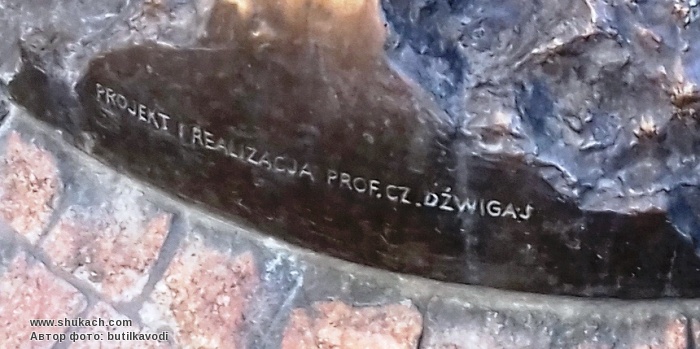 PROJEKT I REALIZACJA PROF. CZ. DŹWIGAJ
www.shukach.com
Автор фото: butilkavodi